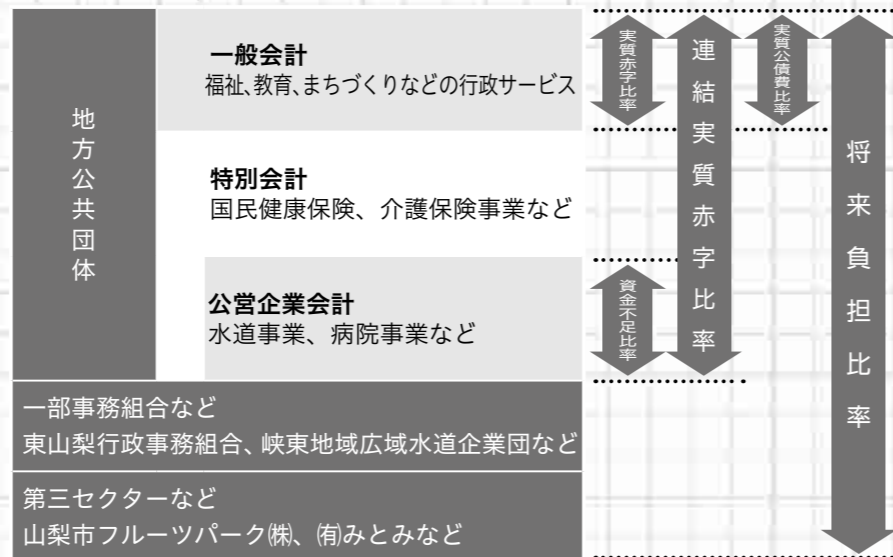 地方公共団体
一般会計
福祉、教育、まちづくりなどの行政サービス
特別会計
国民健康保険、介護保険事業など
公営企業会計
水道事業、病院事業など
一部事務組合など
東山梨行政事務組合、峡東地域広域水道企業団など
第三セクターなど
山梨市フルーツパーク㈱、㈲みとみなど
実質赤字比率
連結実質赤字比率
実質公債費比率
将来負担比率
資金不足比率